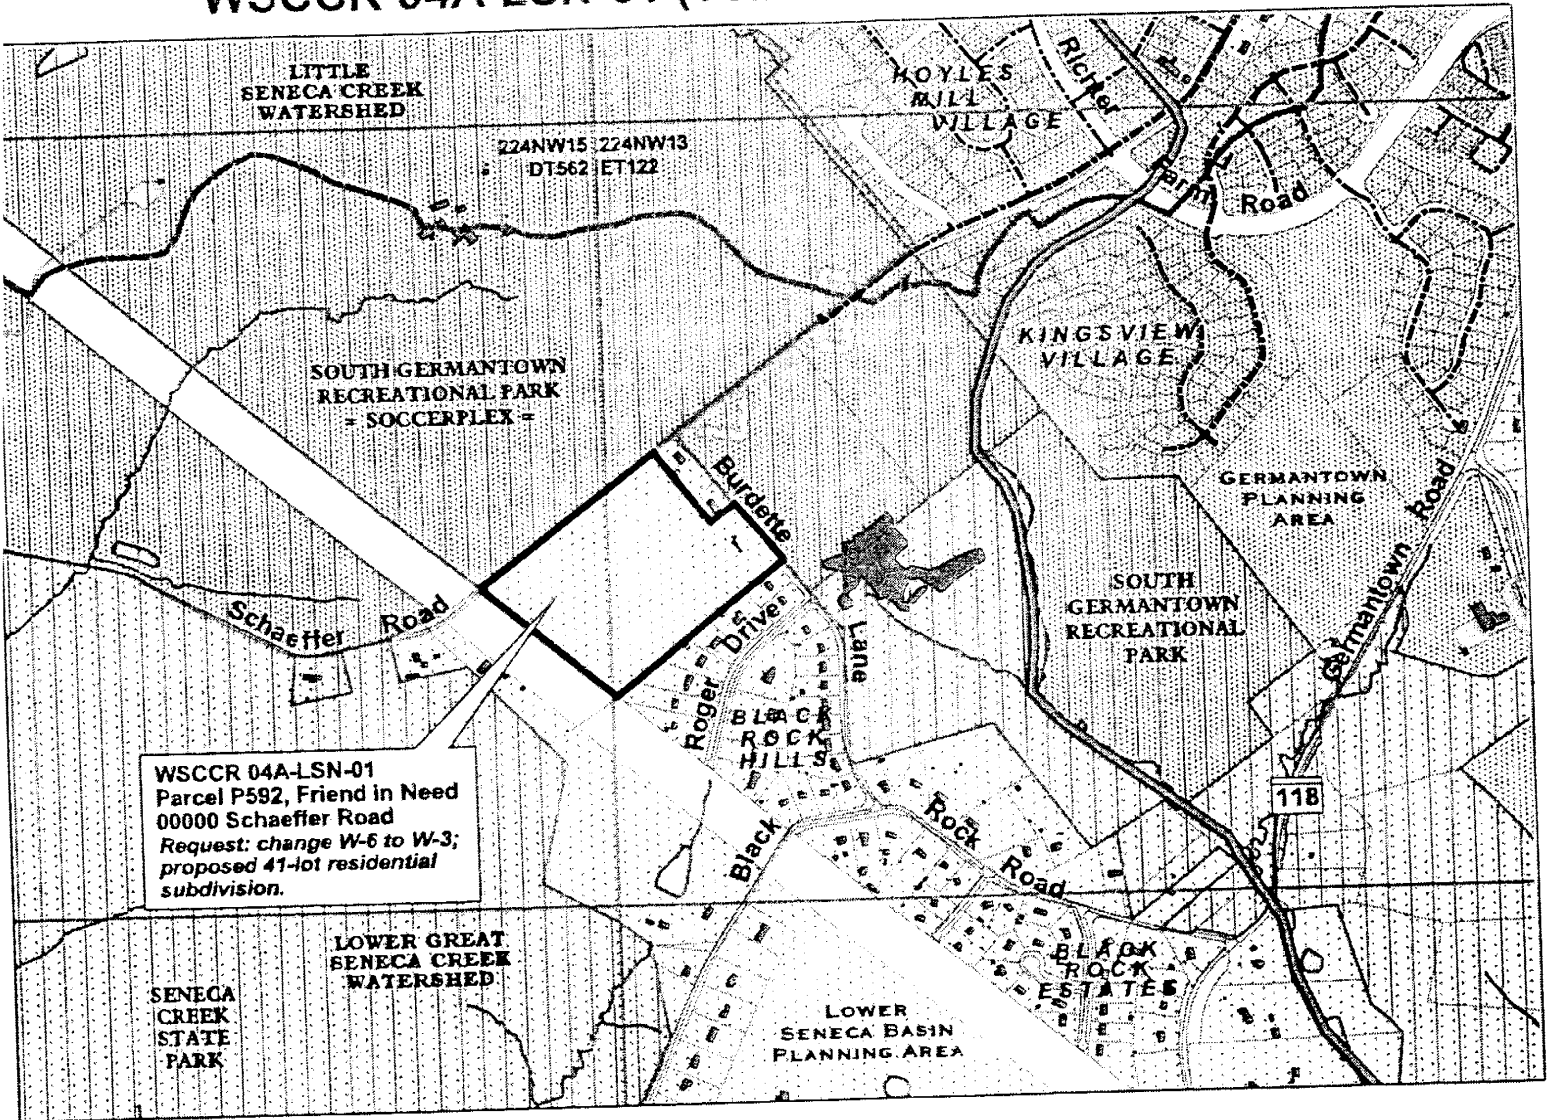 WSCCR 04A-LSN-01
LITTLE
SENECA CREEK
WATERSHED
HOYLES
MILL
VILLAGE
Richter
Farm Road
224NW15 224NW13
DT562 ET122
KINGSVIEW
VILLAGE
SOUTH GERMANTOWN
RECREATIONAL PARK
= SOCCERPLEX =
Burdette
Lane
GERMANTOWN
PLANNING
AREA
Germantown Road
SOUTH
GERMANTOWN
RECREATIONAL
PARK
Schaeffer Road
Roger Drive
BLACK
ROCK
HILLS
WSCCR 04A-LSN-01
Parcel P592, Friend in Need
00000 Schaeffer Road
Request: change W-6 to W-3;
proposed 41-lot residential
subdivision.
118
Black Rock Road
LOWER GREAT
SENECA CREEK
WATERSHED
BLACK
ROCK
ESTATES
SENECA
CREEK
STATE
PARK
LOWER
SENECA BASIN
PLANNING AREA